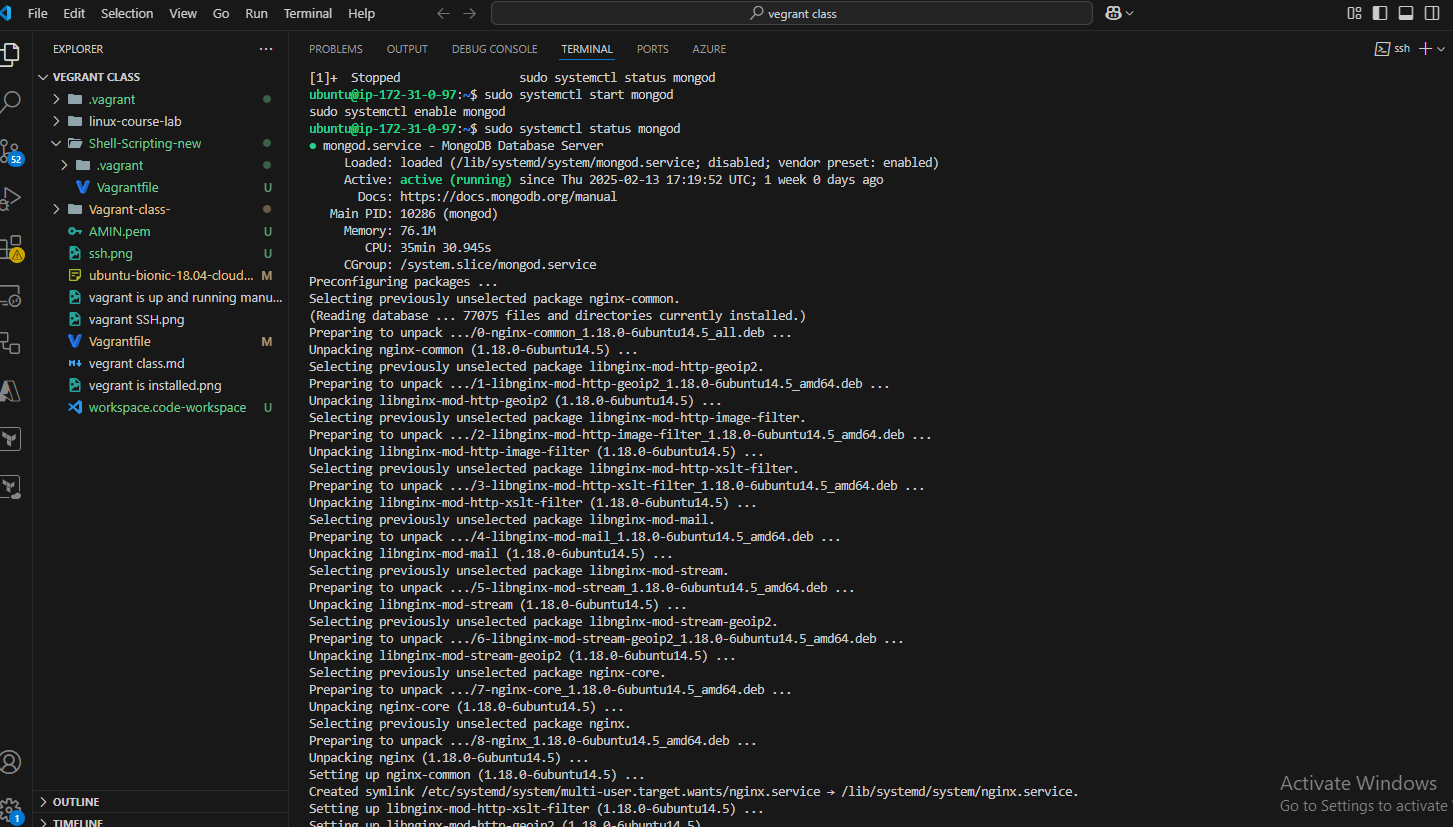 File Edit Selection View Go Run Terminal Help
vegrant class
EXPLORER
VEGRANT CLASS
.vagrant
linux-course-lab
Shell-Scripting-new
.vagrant
Vagrantfile U
Vagrant-class-
AMIN.pem U
ssh.png U
ubuntu-bionic-18.04-cloud... M
vagrant is up and running manu...
vagrant SSH.png
Vagrantfile M
vegrant class.md
vegrant is installed.png
workspace.code-workspace U
OUTLINE
TIMELINE
52
1
PROBLEMS OUTPUT DEBUG CONSOLE TERMINAL PORTS AZURE
ssh
[1]+  Stopped                 sudo systemctl status mongod
ubuntu@ip-172-31-0-97:~$ sudo systemctl start mongod
sudo systemctl enable mongod
ubuntu@ip-172-31-0-97:~$ sudo systemctl status mongod
● mongod.service - MongoDB Database Server
     Loaded: loaded (/lib/systemd/system/mongod.service; disabled; vendor preset: enabled)
     Active: active (running) since Thu 2025-02-13 17:19:52 UTC; 1 week 0 days ago
       Docs: https://docs.mongodb.org/manual
   Main PID: 10286 (mongod)
     Memory: 76.1M
        CPU: 35min 30.945s
     CGroup: /system.slice/mongod.service
Preconfiguring packages ...
Selecting previously unselected package nginx-common.
(Reading database ... 77075 files and directories currently installed.)
Preparing to unpack .../0-nginx-common_1.18.0-6ubuntu14.5_all.deb ...
Unpacking nginx-common (1.18.0-6ubuntu14.5) ...
Selecting previously unselected package libnginx-mod-http-geoip2.
Preparing to unpack .../1-libnginx-mod-http-geoip2_1.18.0-6ubuntu14.5_amd64.deb ...
Unpacking libnginx-mod-http-geoip2 (1.18.0-6ubuntu14.5) ...
Selecting previously unselected package libnginx-mod-http-image-filter.
Preparing to unpack .../2-libnginx-mod-http-image-filter_1.18.0-6ubuntu14.5_amd64.deb ...
Unpacking libnginx-mod-http-image-filter (1.18.0-6ubuntu14.5) ...
Selecting previously unselected package libnginx-mod-http-xslt-filter.
Preparing to unpack .../3-libnginx-mod-http-xslt-filter_1.18.0-6ubuntu14.5_amd64.deb ...
Unpacking libnginx-mod-http-xslt-filter (1.18.0-6ubuntu14.5) ...
Selecting previously unselected package libnginx-mod-mail.
Preparing to unpack .../4-libnginx-mod-mail_1.18.0-6ubuntu14.5_amd64.deb ...
Unpacking libnginx-mod-mail (1.18.0-6ubuntu14.5) ...
Selecting previously unselected package libnginx-mod-stream.
Preparing to unpack .../5-libnginx-mod-stream_1.18.0-6ubuntu14.5_amd64.deb ...
Unpacking libnginx-mod-stream (1.18.0-6ubuntu14.5) ...
Selecting previously unselected package libnginx-mod-stream-geoip2.
Preparing to unpack .../6-libnginx-mod-stream-geoip2_1.18.0-6ubuntu14.5_amd64.deb ...
Unpacking libnginx-mod-stream-geoip2 (1.18.0-6ubuntu14.5) ...
Selecting previously unselected package nginx-core.
Preparing to unpack .../7-nginx-core_1.18.0-6ubuntu14.5_amd64.deb ...
Unpacking nginx-core (1.18.0-6ubuntu14.5) ...
Selecting previously unselected package nginx.
Preparing to unpack .../8-nginx_1.18.0-6ubuntu14.5_amd64.deb ...
Unpacking nginx (1.18.0-6ubuntu14.5) ...
Setting up nginx-common (1.18.0-6ubuntu14.5) ...
Created symlink /etc/systemd/system/multi-user.target.wants/nginx.service → /lib/systemd/system/nginx.service.
Setting up libnginx-mod-http-xslt-filter (1.18.0-6ubuntu14.5) ...
Setting up libnginx-mod-http-geoip2 (1.18.0-6ubuntu14.5) ...
Activate Windows
Go to Settings to activate